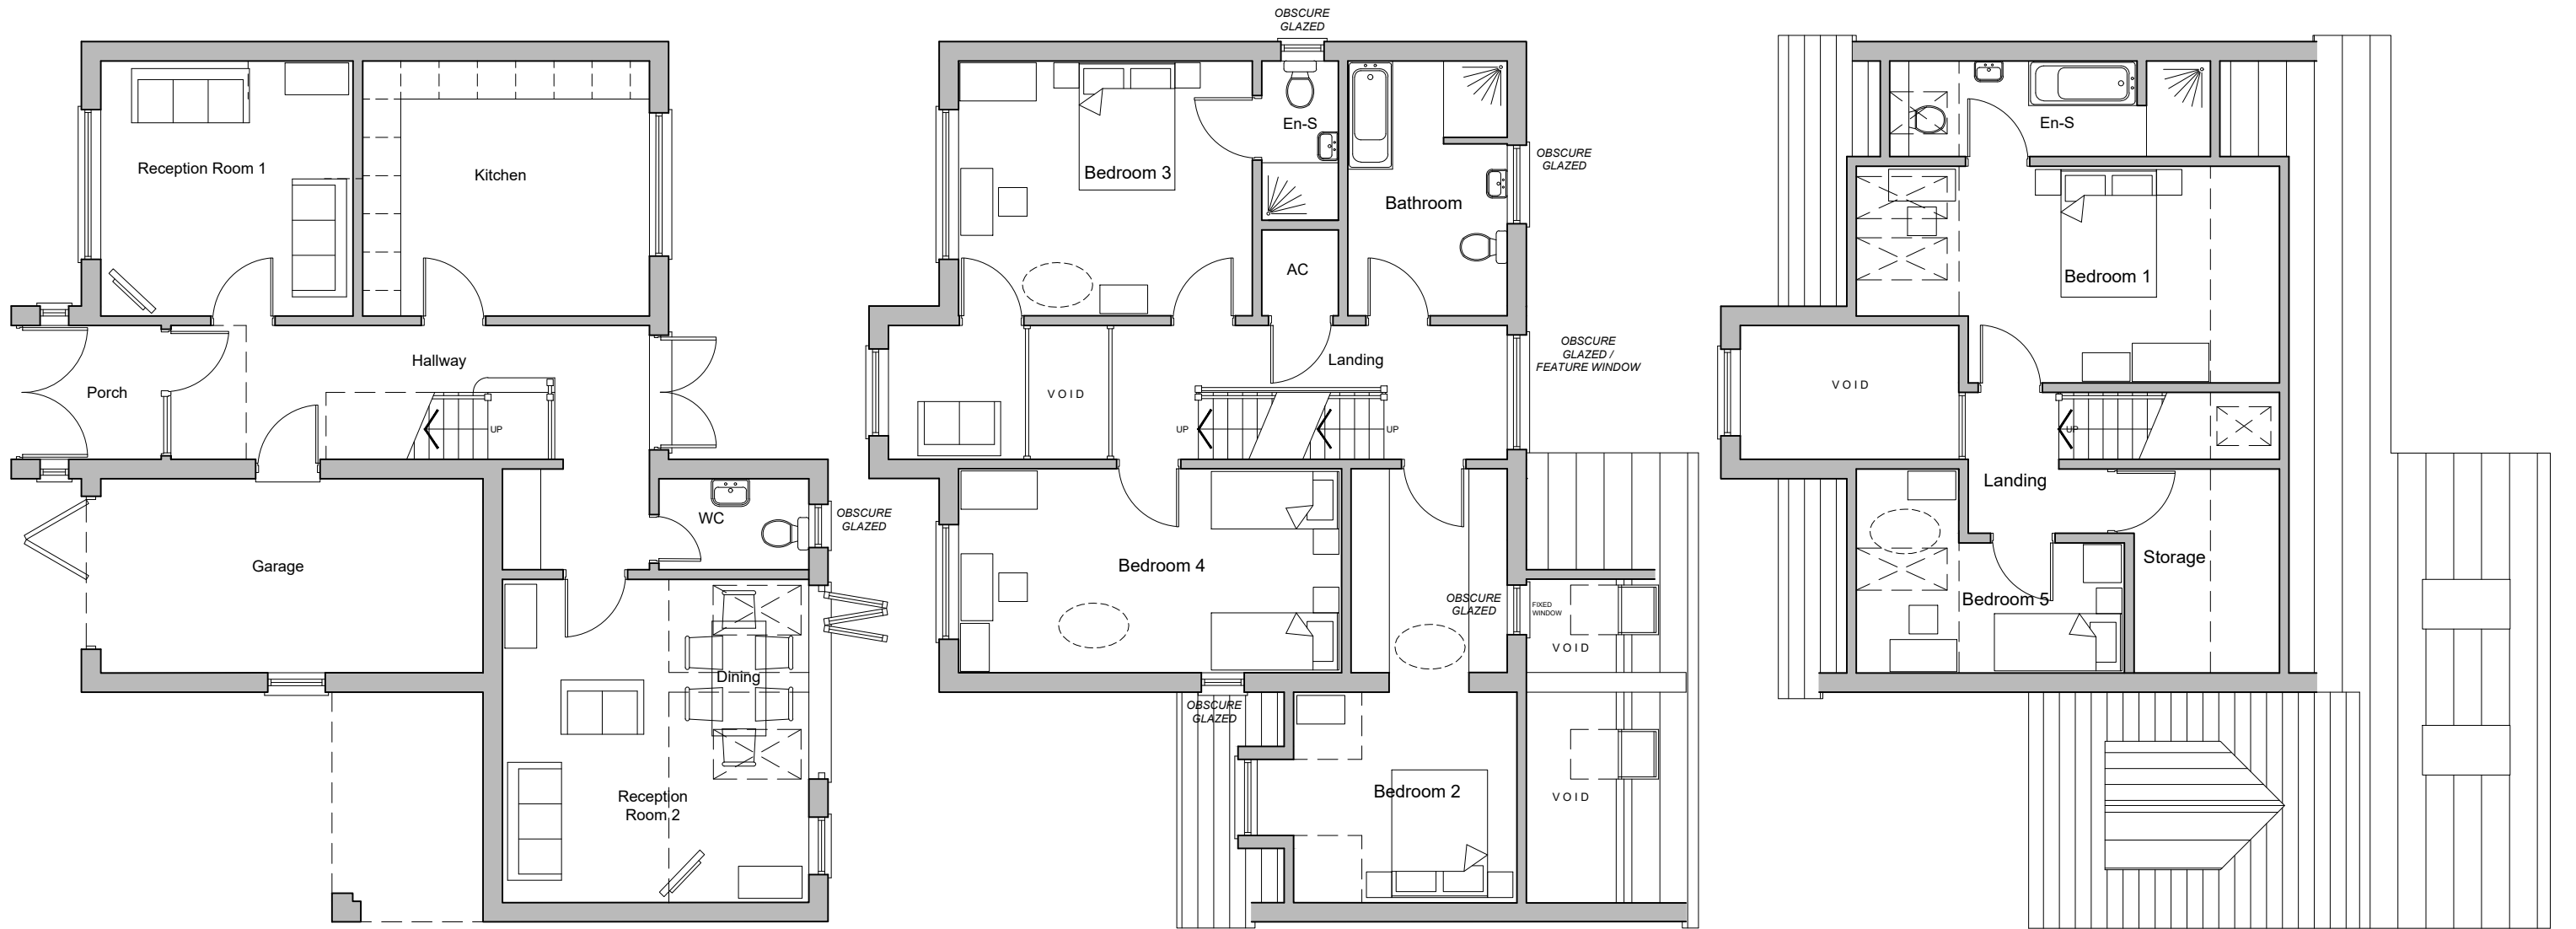 Reception Room 1
Kitchen
Hallway
Porch
UP
Garage
WC
OBSCURE
GLAZED
Dining
Reception
Room 2
OBSCURE
GLAZED
En-S
Bedroom 3
OBSCURE
GLAZED
Bathroom
AC
Landing
OBSCURE
GLAZED /
FEATURE WINDOW
VOID
UP
UP
Bedroom 4
OBSCURE
GLAZED
FIXED
WINDOW
VOID
OBSCURE
GLAZED
Bedroom 2
VOID
En-S
Bedroom 1
VOID
UP
Landing
Storage
Bedroom 5